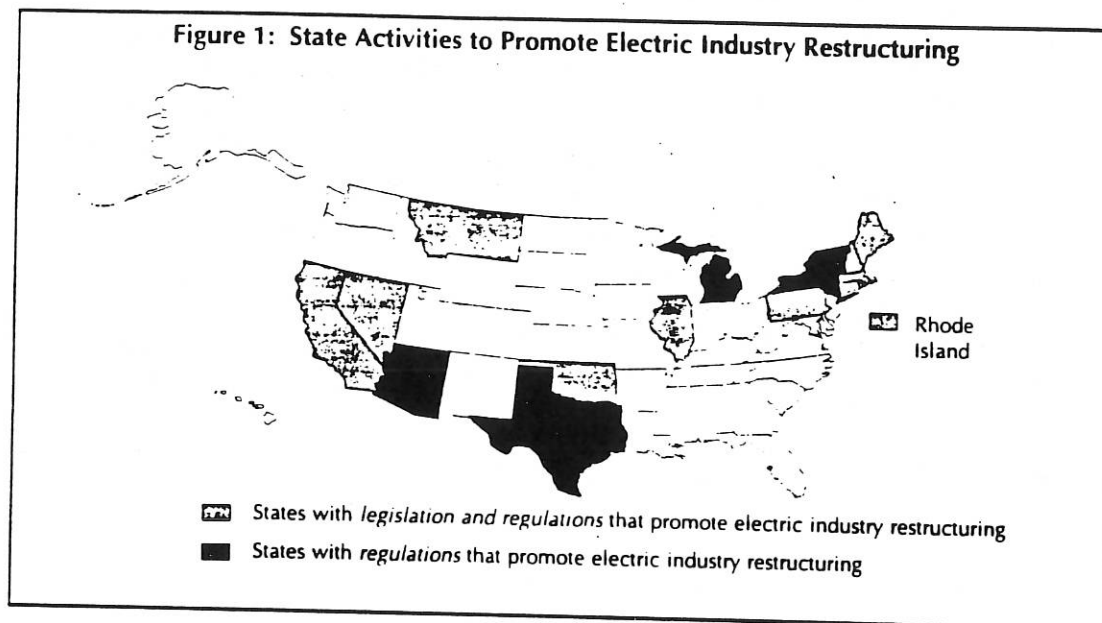 Figure 1: State Activities to Promote Electric Industry Restructuring
Rhode
Island
States with legislation and regulations that promote electric industry restructuring
States with regulations that promote electric industry restructuring